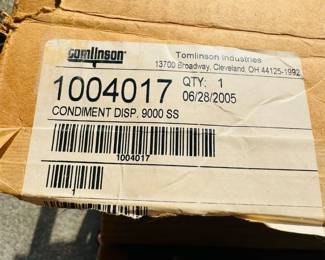 tomlinson
Tomlinson Industries
13700 Broadway, Cleveland, OH 44125-1992
1004017 QTY: 1
06/28/2005
CONDIMENT DISP. 9000 SS
1004017
1